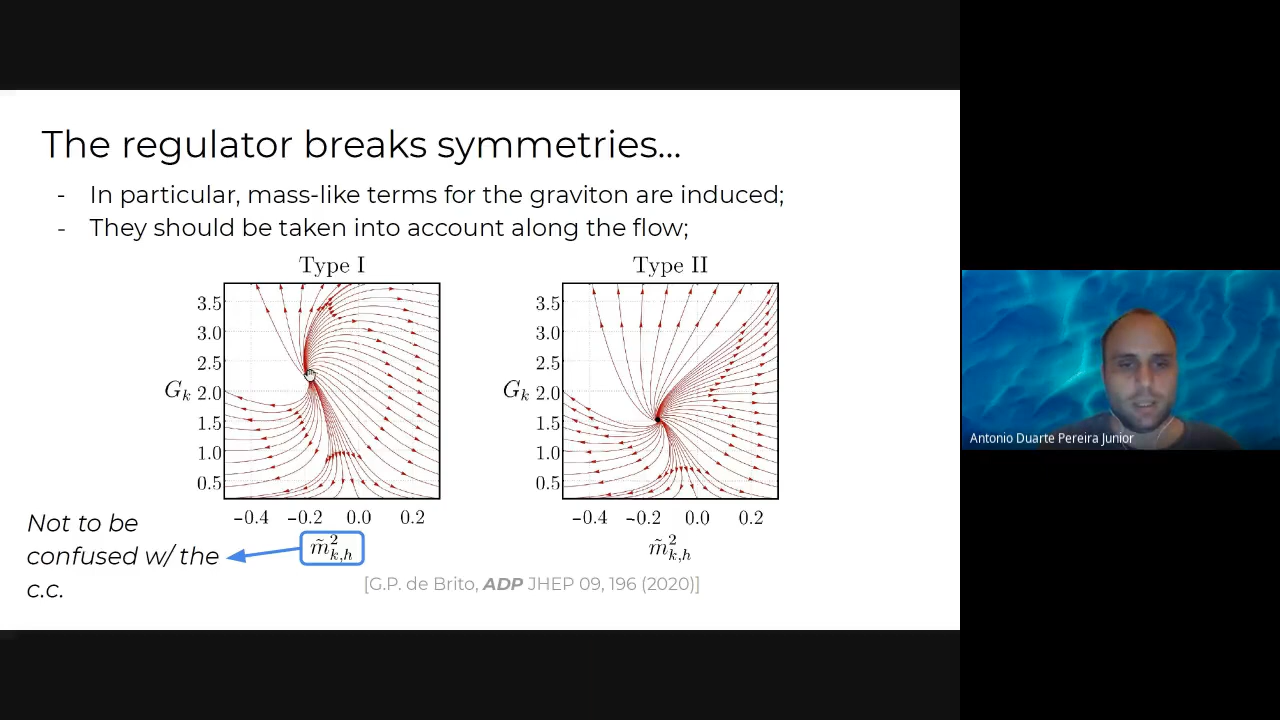 The regulator breaks symmetries...
- In particular, mass-like terms for the graviton are induced;
- They should be taken into account along the flow;
Type I
3.5
3.0
2.5
G_k 2.0
1.5
1.0
0.5
−0.4 −0.2 0.0 0.2
m̃²_{k,h}
Type II
3.5
3.0
2.5
G_k 2.0
1.5
1.0
0.5
−0.4 −0.2 0.0 0.2
m̃²_{k,h}
Not to be
confused w/ the
c.c.
[G.P. de Brito, ADP JHEP 09, 196 (2020)]
Antonio Duarte Pereira Junior